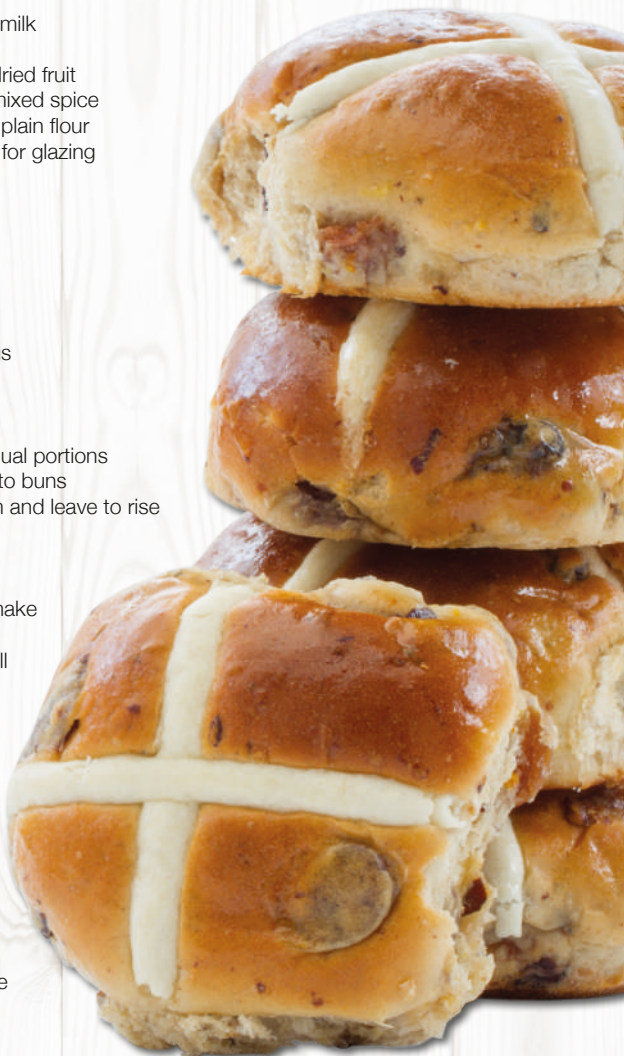 milk
dried fruit
mixed spice
plain flour
for glazing
ual portions
to buns
and leave to rise
make
ll
e